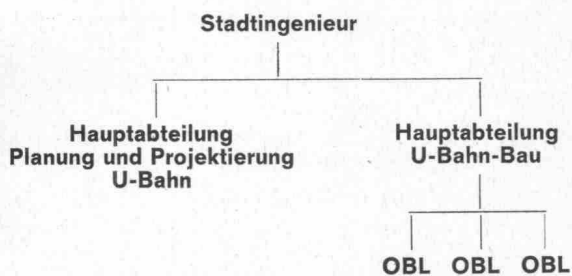 Stadtingenieur
Hauptabteilung
Planung und Projektierung
U-Bahn
Hauptabteilung
U-Bahn-Bau
OBL OBL OBL